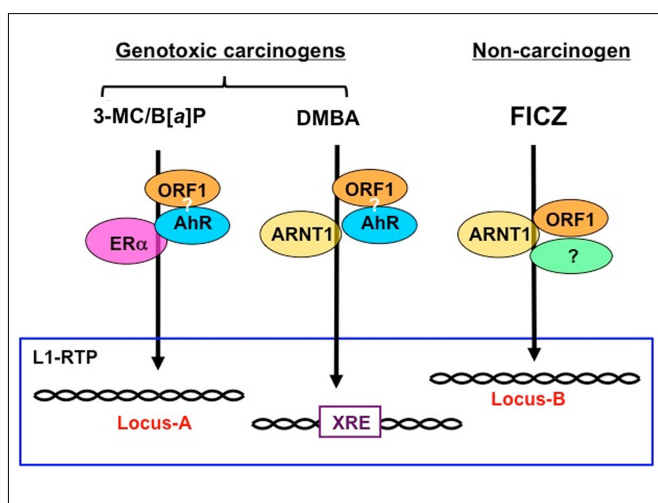 Genotoxic carcinogens
Non-carcinogen
3-MC/B[a]P
DMBA
FICZ
ORF1
?
AhR
ERα
ORF1
?
AhR
ARNT1
ARNT1
ORF1
?
L1-RTP
Locus-A
XRE
Locus-B